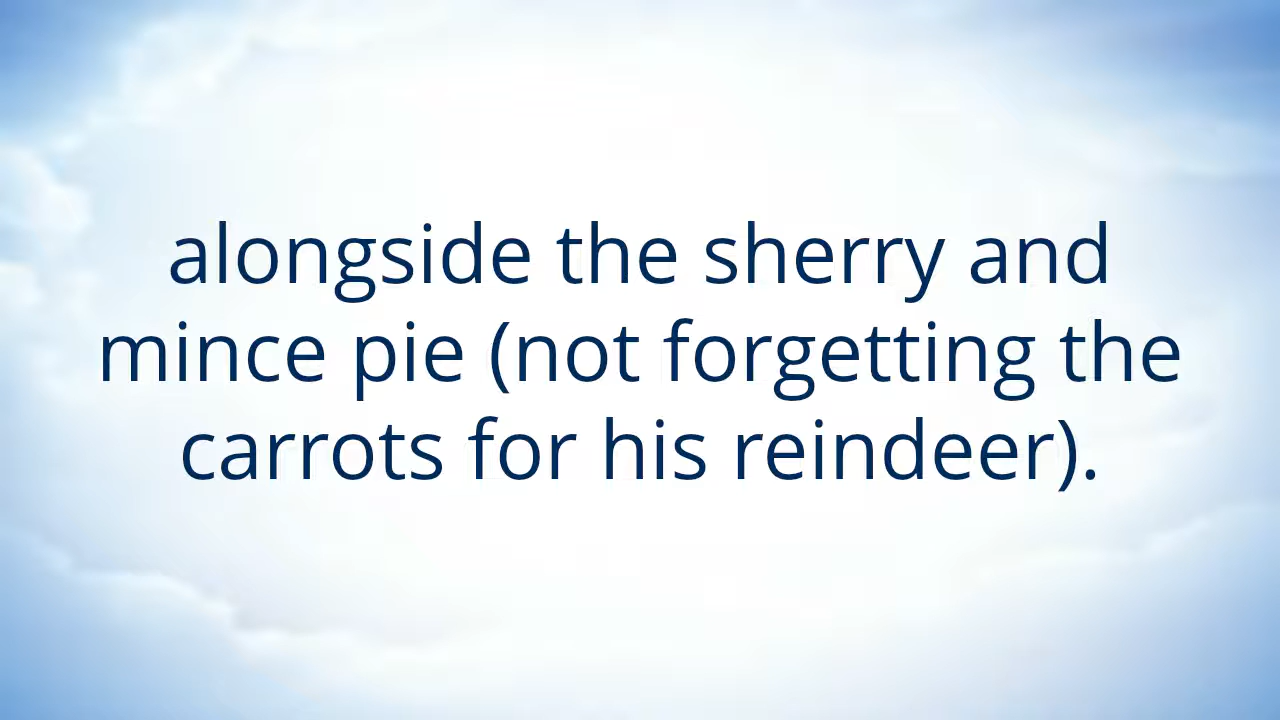 alongside the sherry and
mince pie (not forgetting the
carrots for his reindeer).